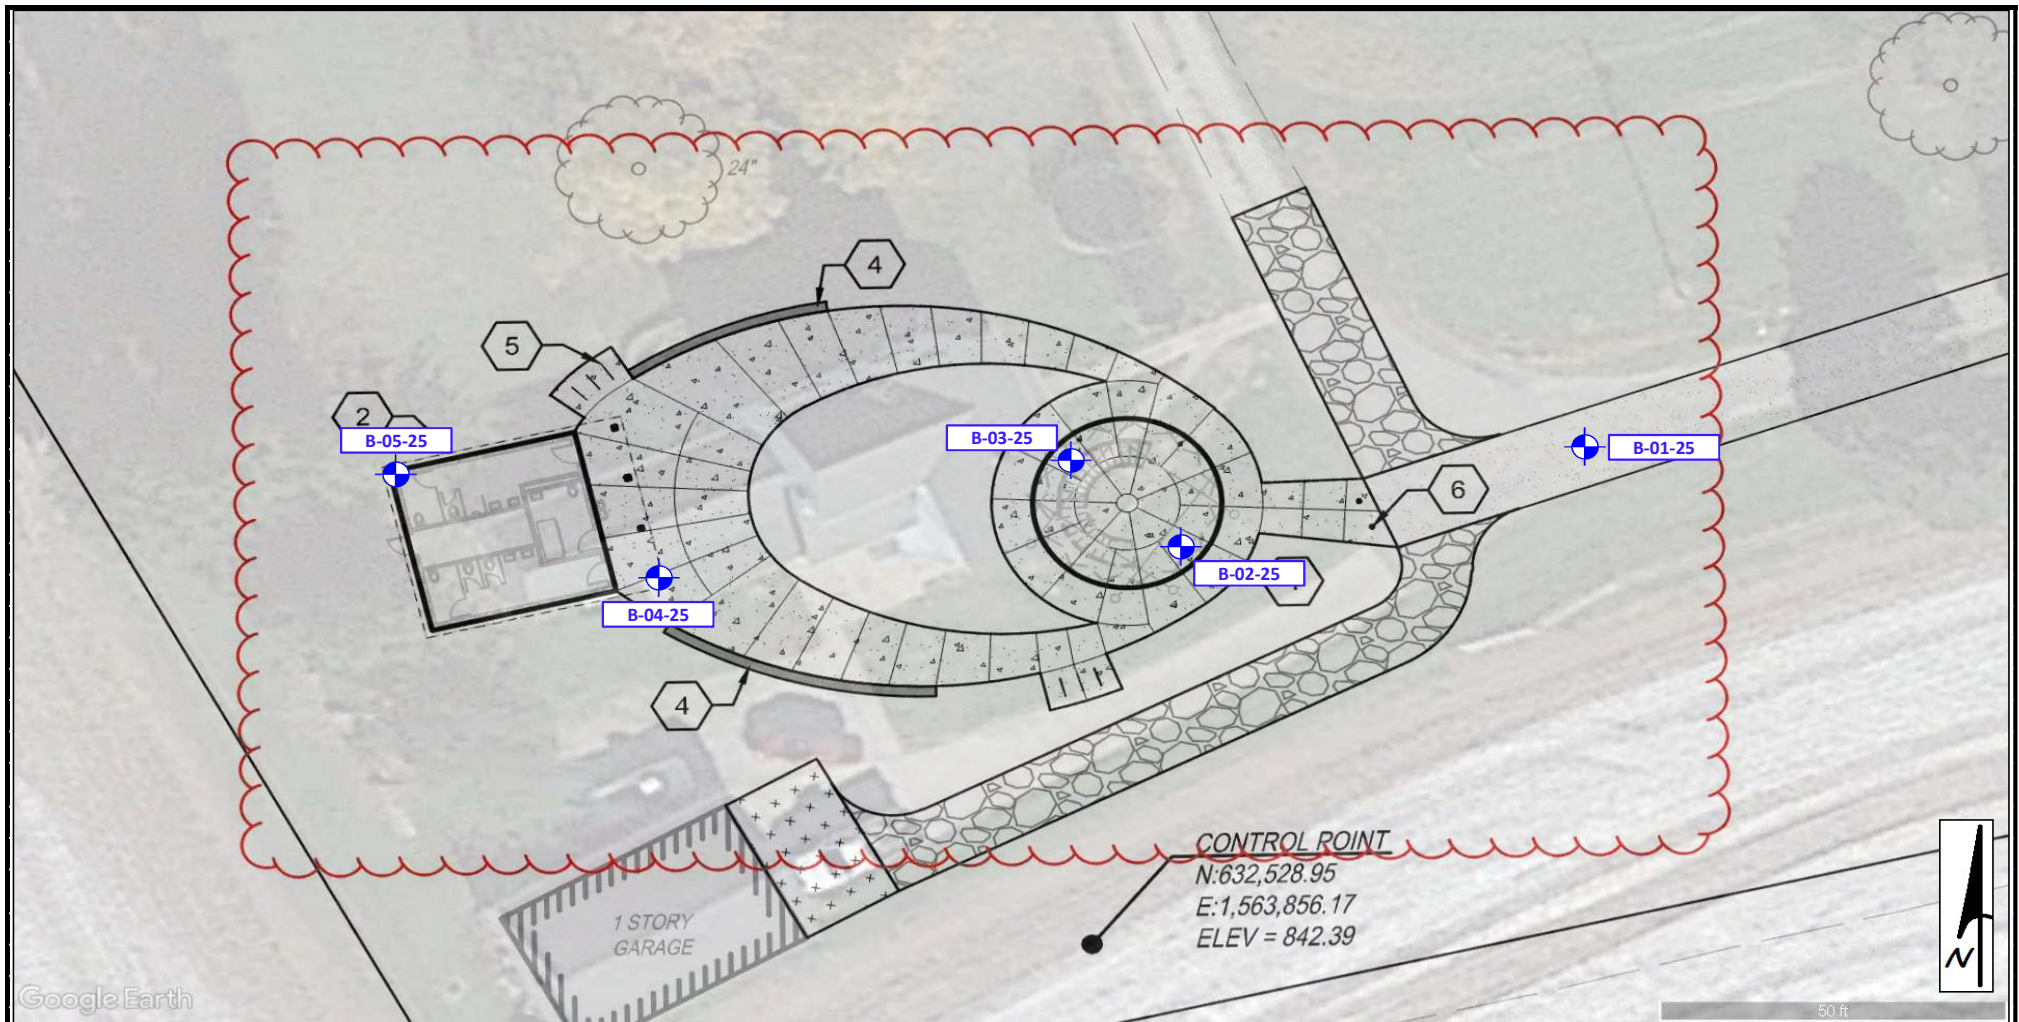 24"
4
5
2
B-05-25
B-03-25
B-01-25
6
B-02-25
B-04-25
4
CONTROL POINT
N:632,528.95
E:1,563,856.17
ELEV = 842.39
1 STORY
GARAGE
N
Google Earth
50 ft